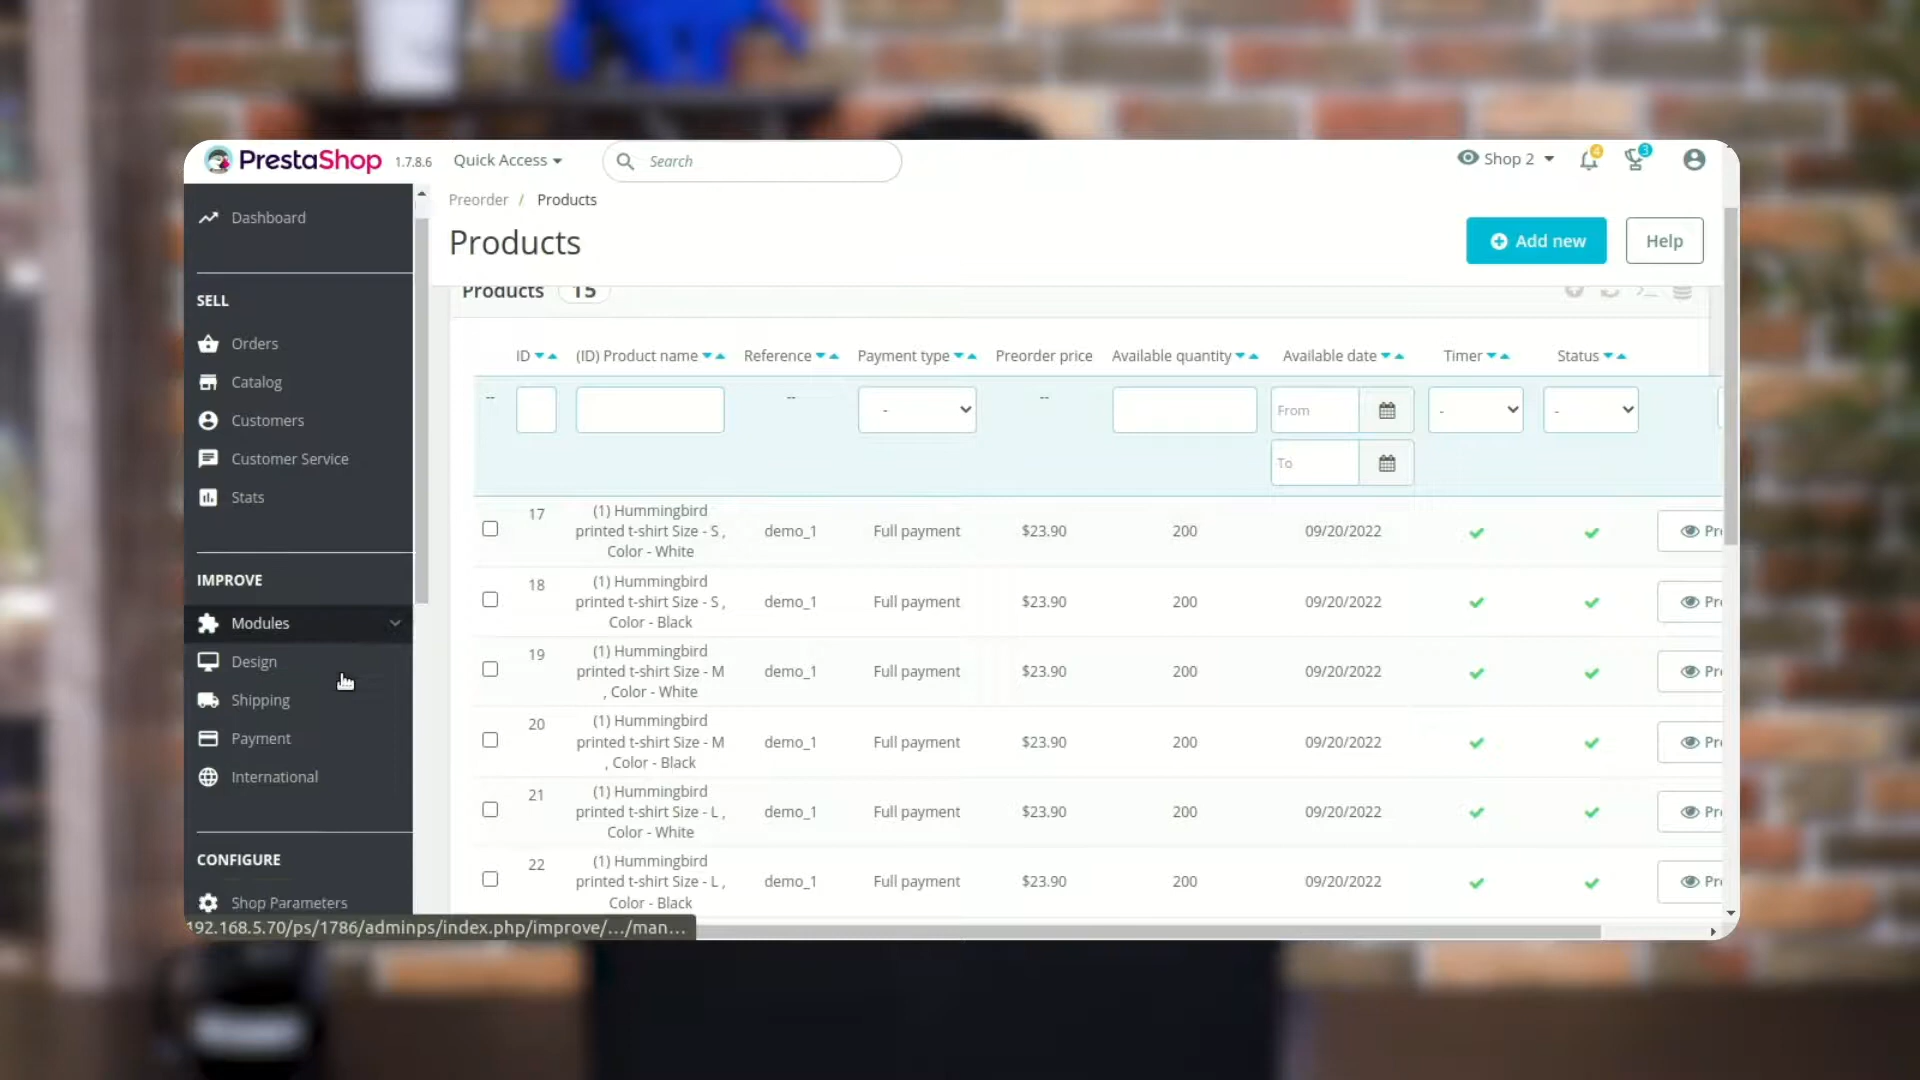 PrestaShop 1.7.8.6 Quick Access Search Shop 2 4 3
Dashboard
SELL
Orders
Catalog
Customers
Customer Service
Stats
IMPROVE
Modules
Design
Shipping
Payment
International
CONFIGURE
Shop Parameters
192.168.5.70/ps/1786/adminps/index.php/improve/.../man...
Preorder / Products
Products
Add new Help
Products 15
ID (ID) Product name Reference Payment type Preorder price Available quantity Available date Timer Status
-- -- - -- From - -
To
17 (1) Hummingbird
printed t-shirt Size - S , demo_1 Full payment $23.90 200 09/20/2022 Pr
Color - White
18 (1) Hummingbird
printed t-shirt Size - S , demo_1 Full payment $23.90 200 09/20/2022 Pr
Color - Black
19 (1) Hummingbird
printed t-shirt Size - M demo_1 Full payment $23.90 200 09/20/2022 Pr
, Color - White
20 (1) Hummingbird
printed t-shirt Size - M demo_1 Full payment $23.90 200 09/20/2022 Pr
, Color - Black
21 (1) Hummingbird
printed t-shirt Size - L , demo_1 Full payment $23.90 200 09/20/2022 Pr
Color - White
22 (1) Hummingbird
printed t-shirt Size - L , demo_1 Full payment $23.90 200 09/20/2022 Pr
Color - Black